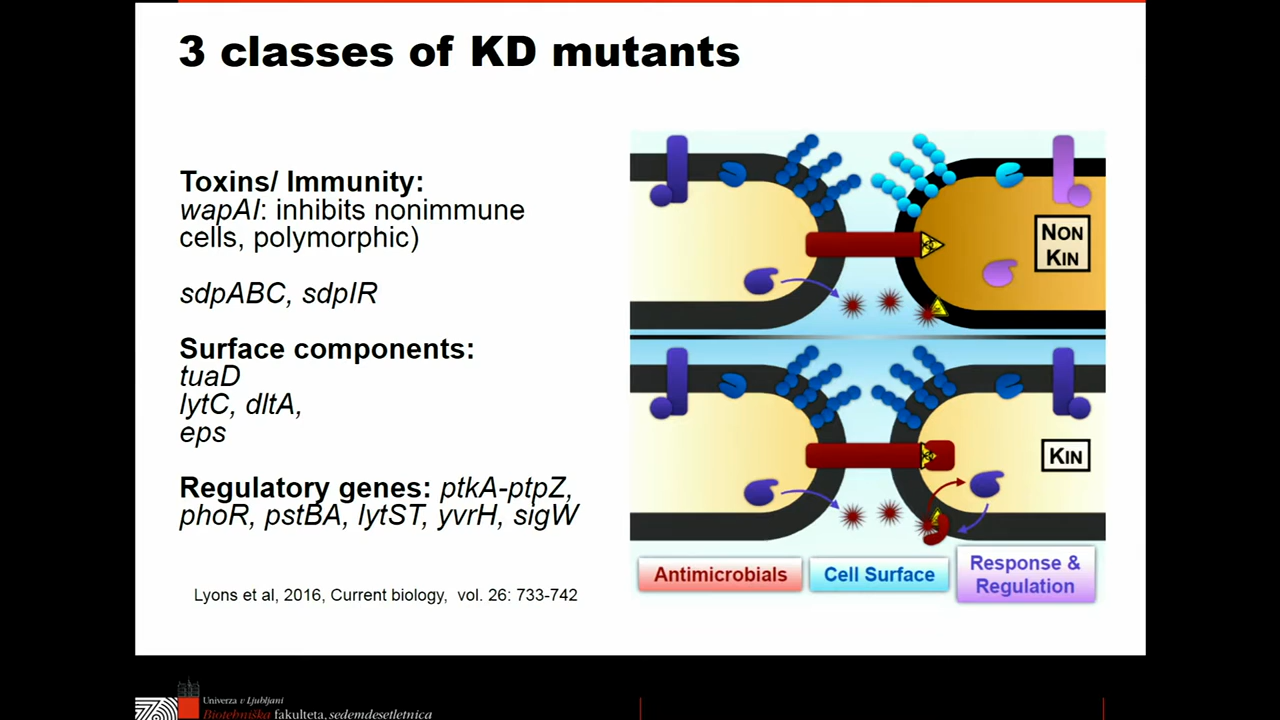 3 classes of KD mutants
Toxins/ Immunity:
wapAI: inhibits nonimmune
cells, polymorphic)
sdpABC, sdpIR
Surface components:
tuaD
lytC, dltA,
eps
Regulatory genes: ptkA-ptpZ,
phoR, pstBA, lytST, yvrH, sigW
Lyons et al, 2016, Current biology, vol. 26: 733-742
NON
KIN
KIN
Antimicrobials
Cell Surface
Response &
Regulation
Univerza v Ljubljani
Biotehniška fakulteta, sedemdesetletnica